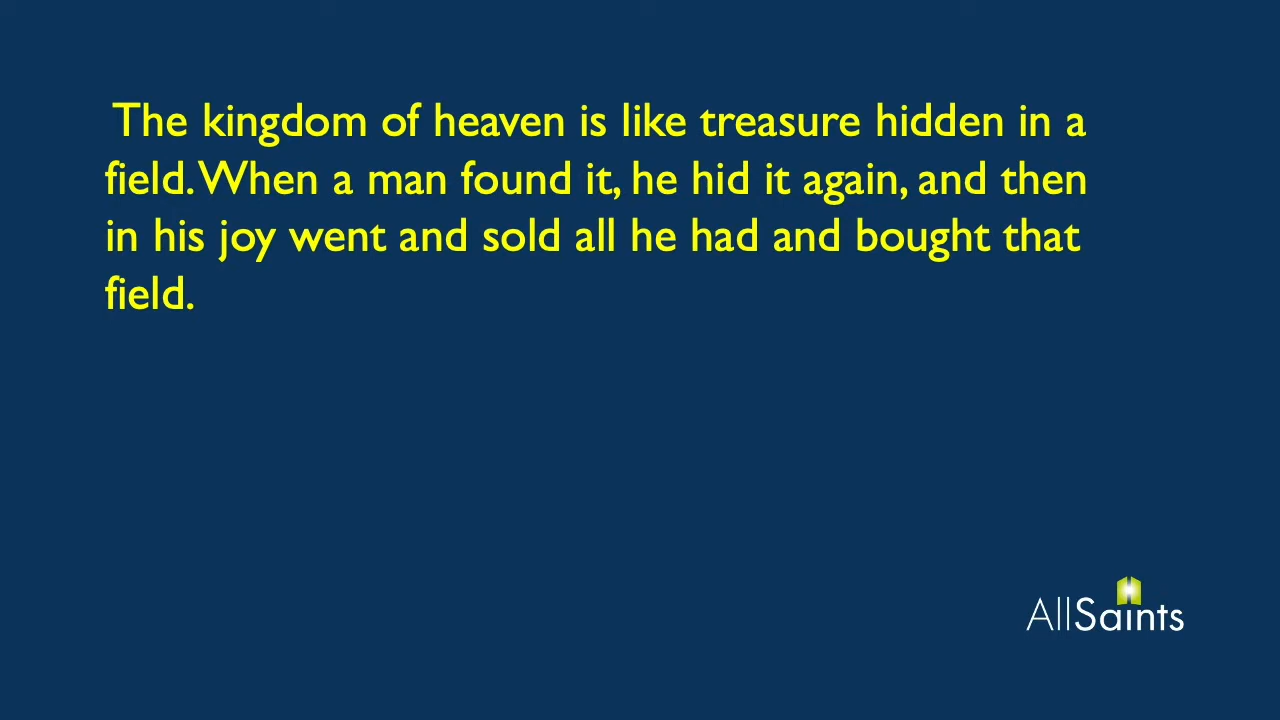 The kingdom of heaven is like treasure hidden in a
field. When a man found it, he hid it again, and then
in his joy went and sold all he had and bought that
field.
AllSaints